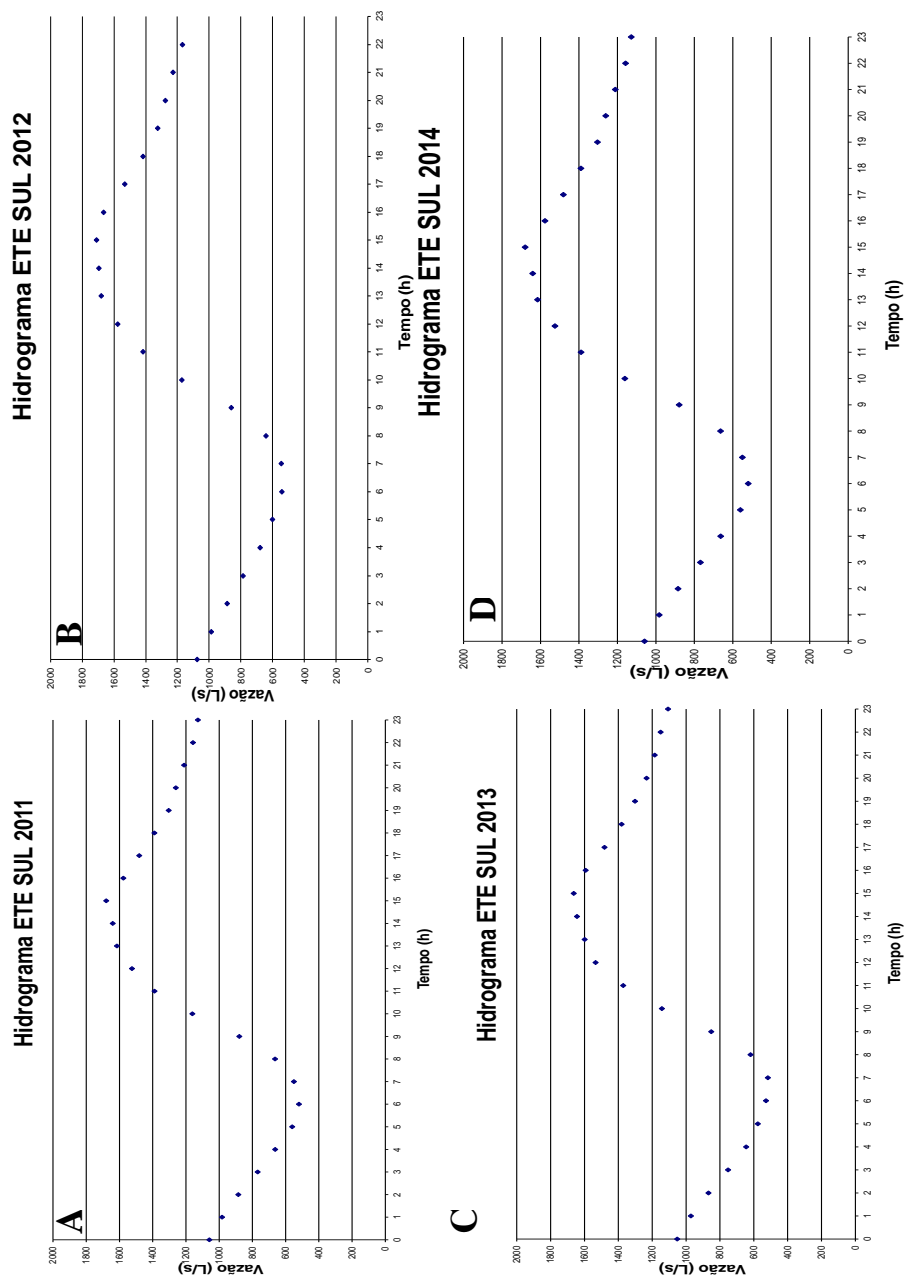 Hidrograma ETE SUL 2011
A
Vazão (L/s)
2000
1800
1600
1400
1200
1000
800
600
400
200
0
0 1 2 3 4 5 6 7 8 9 10 11 12 13 14 15 16 17 18 19 20 21 22 23
Tempo (h)
Hidrograma ETE SUL 2012
B
Vazão (L/s)
2000
1800
1600
1400
1200
1000
800
600
400
200
0
0 1 2 3 4 5 6 7 8 9 10 11 12 13 14 15 16 17 18 19 20 21 22 23
Tempo (h)
Hidrograma ETE SUL 2013
C
Vazão (L/s)
2000
1800
1600
1400
1200
1000
800
600
400
200
0
0 1 2 3 4 5 6 7 8 9 10 11 12 13 14 15 16 17 18 19 20 21 22 23
Tempo (h)
Hidrograma ETE SUL 2014
D
Vazão (L/s)
2000
1800
1600
1400
1200
1000
800
600
400
200
0
0 1 2 3 4 5 6 7 8 9 10 11 12 13 14 15 16 17 18 19 20 21 22 23
Tempo (h)